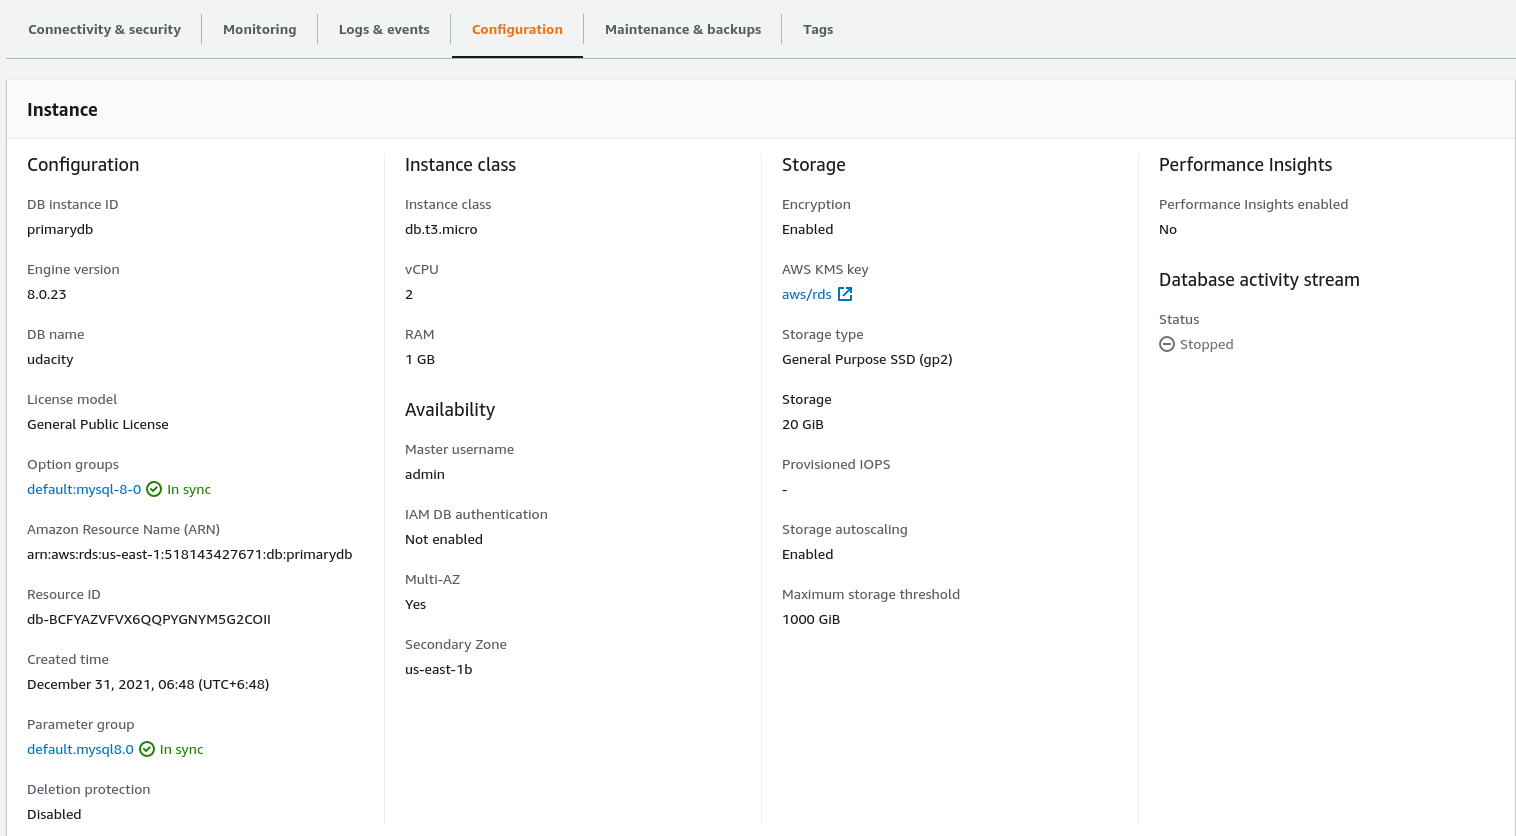 Connectivity & security
Monitoring
Logs & events
Configuration
Maintenance & backups
Tags
Instance
Configuration
DB instance ID
primarydb
Engine version
8.0.23
DB name
udacity
License model
General Public License
Option groups
default:mysql-8-0 In sync
Amazon Resource Name (ARN)
arn:aws:rds:us-east-1:518143427671:db:primarydb
Resource ID
db-BCFYAZVFVX6QQPYGNYM5G2COII
Created time
December 31, 2021, 06:48 (UTC+6:48)
Parameter group
default.mysql8.0 In sync
Deletion protection
Disabled
Instance class
Instance class
db.t3.micro
vCPU
2
RAM
1 GB
Availability
Master username
admin
IAM DB authentication
Not enabled
Multi-AZ
Yes
Secondary Zone
us-east-1b
Storage
Encryption
Enabled
AWS KMS key
aws/rds
Storage type
General Purpose SSD (gp2)
Storage
20 GiB
Provisioned IOPS
-
Storage autoscaling
Enabled
Maximum storage threshold
1000 GiB
Performance Insights
Performance Insights enabled
No
Database activity stream
Status
Stopped